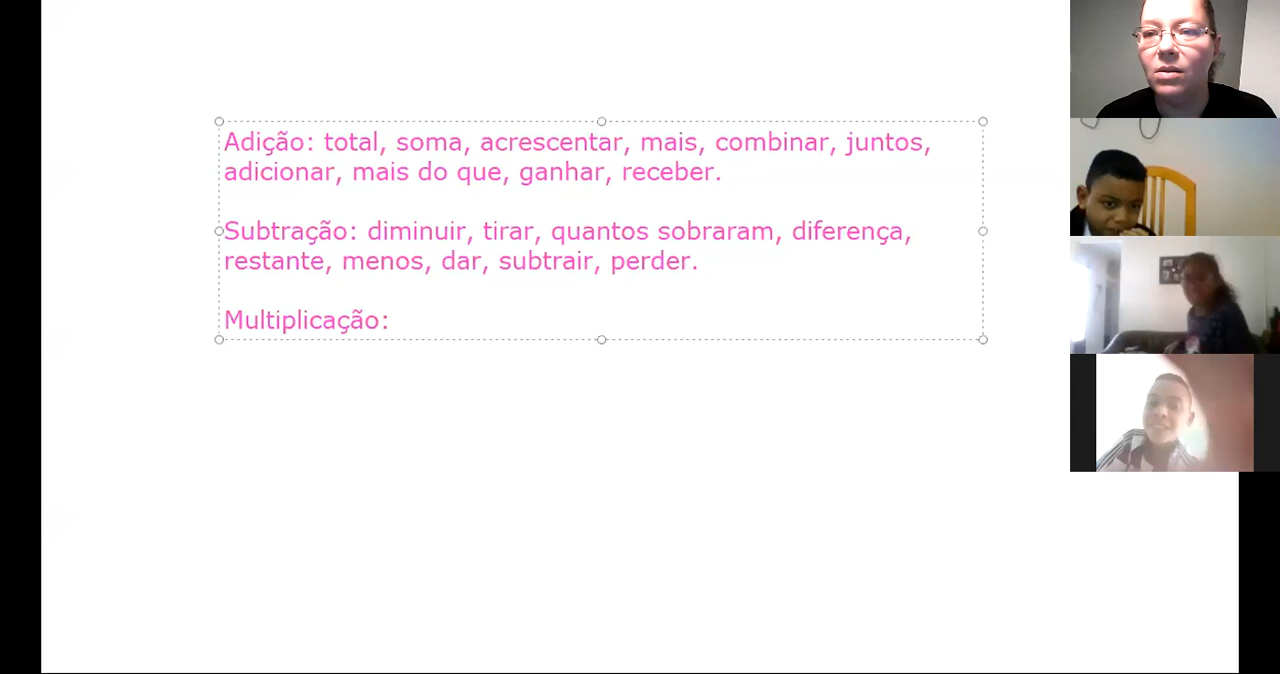 Adição: total, soma, acrescentar, mais, combinar, juntos,
adicionar, mais do que, ganhar, receber.
Subtração: diminuir, tirar, quantos sobraram, diferença,
restante, menos, dar, subtrair, perder.
Multiplicação: